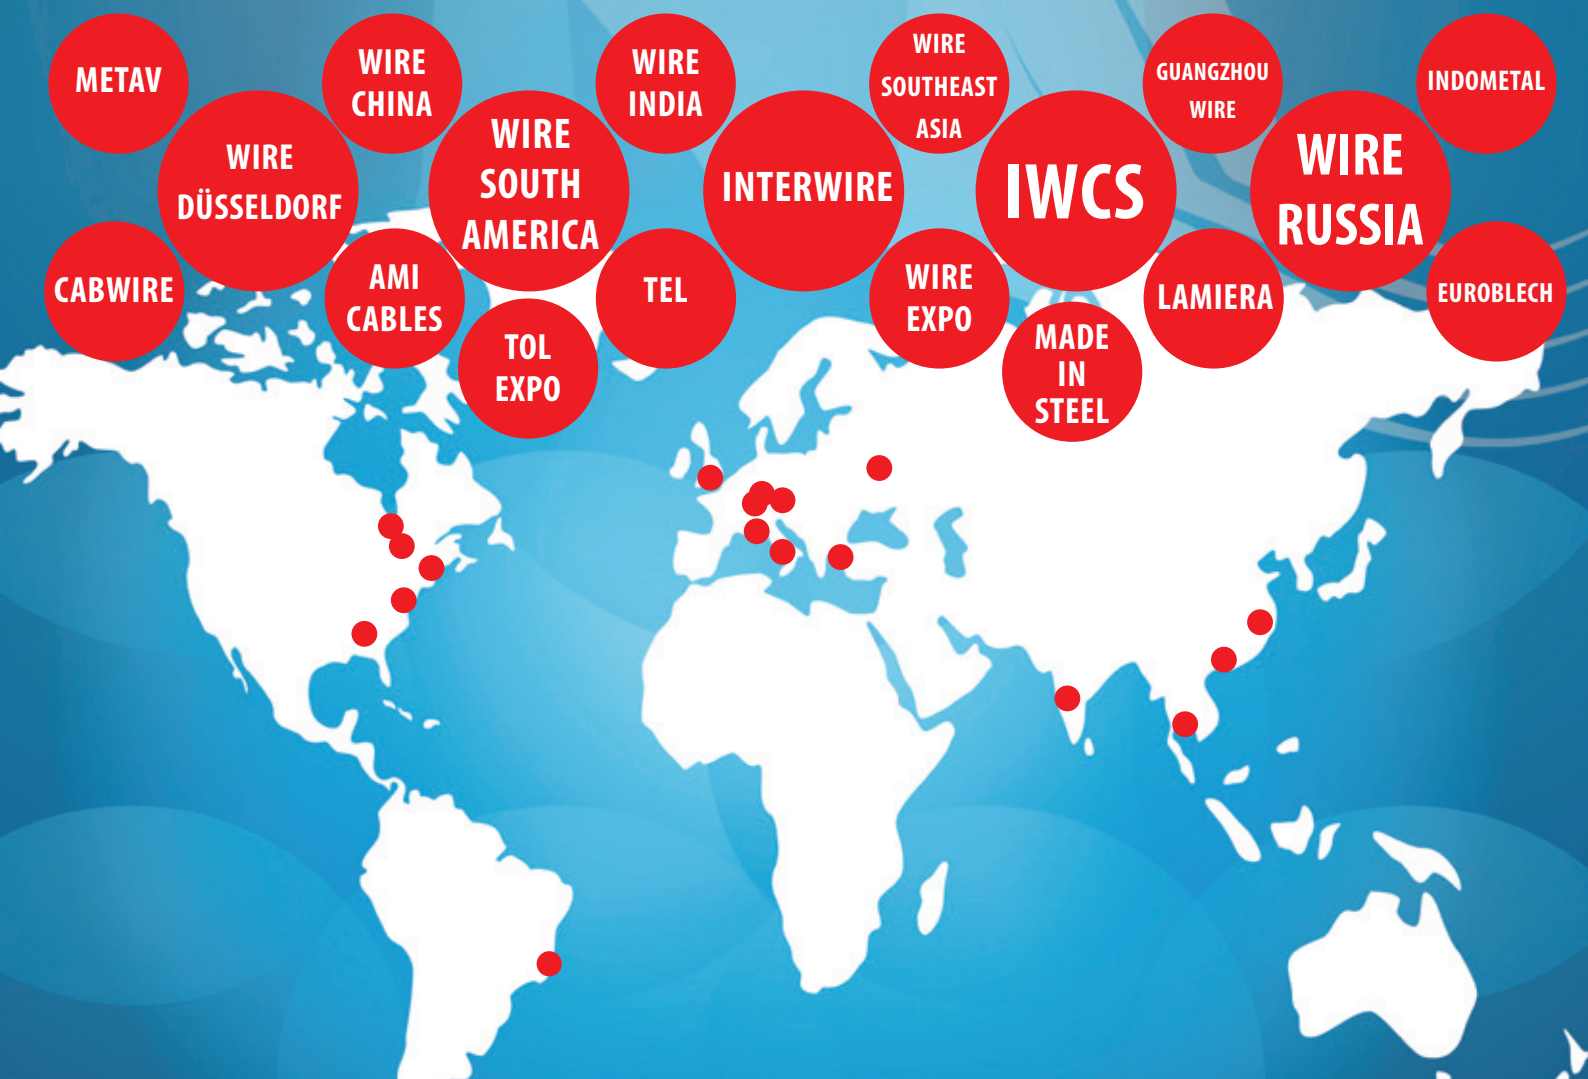 METAV
WIRE
CHINA
WIRE
INDIA
WIRE
SOUTHEAST
ASIA
GUANGZHOU
WIRE
INDOMETAL
WIRE
DÜSSELDORF
WIRE
SOUTH
AMERICA
INTERWIRE
IWCS
WIRE
RUSSIA
CABWIRE
AMI
CABLES
TEL
WIRE
EXPO
LAMIERA
EUROBLECH
TOL
EXPO
MADE
IN
STEEL